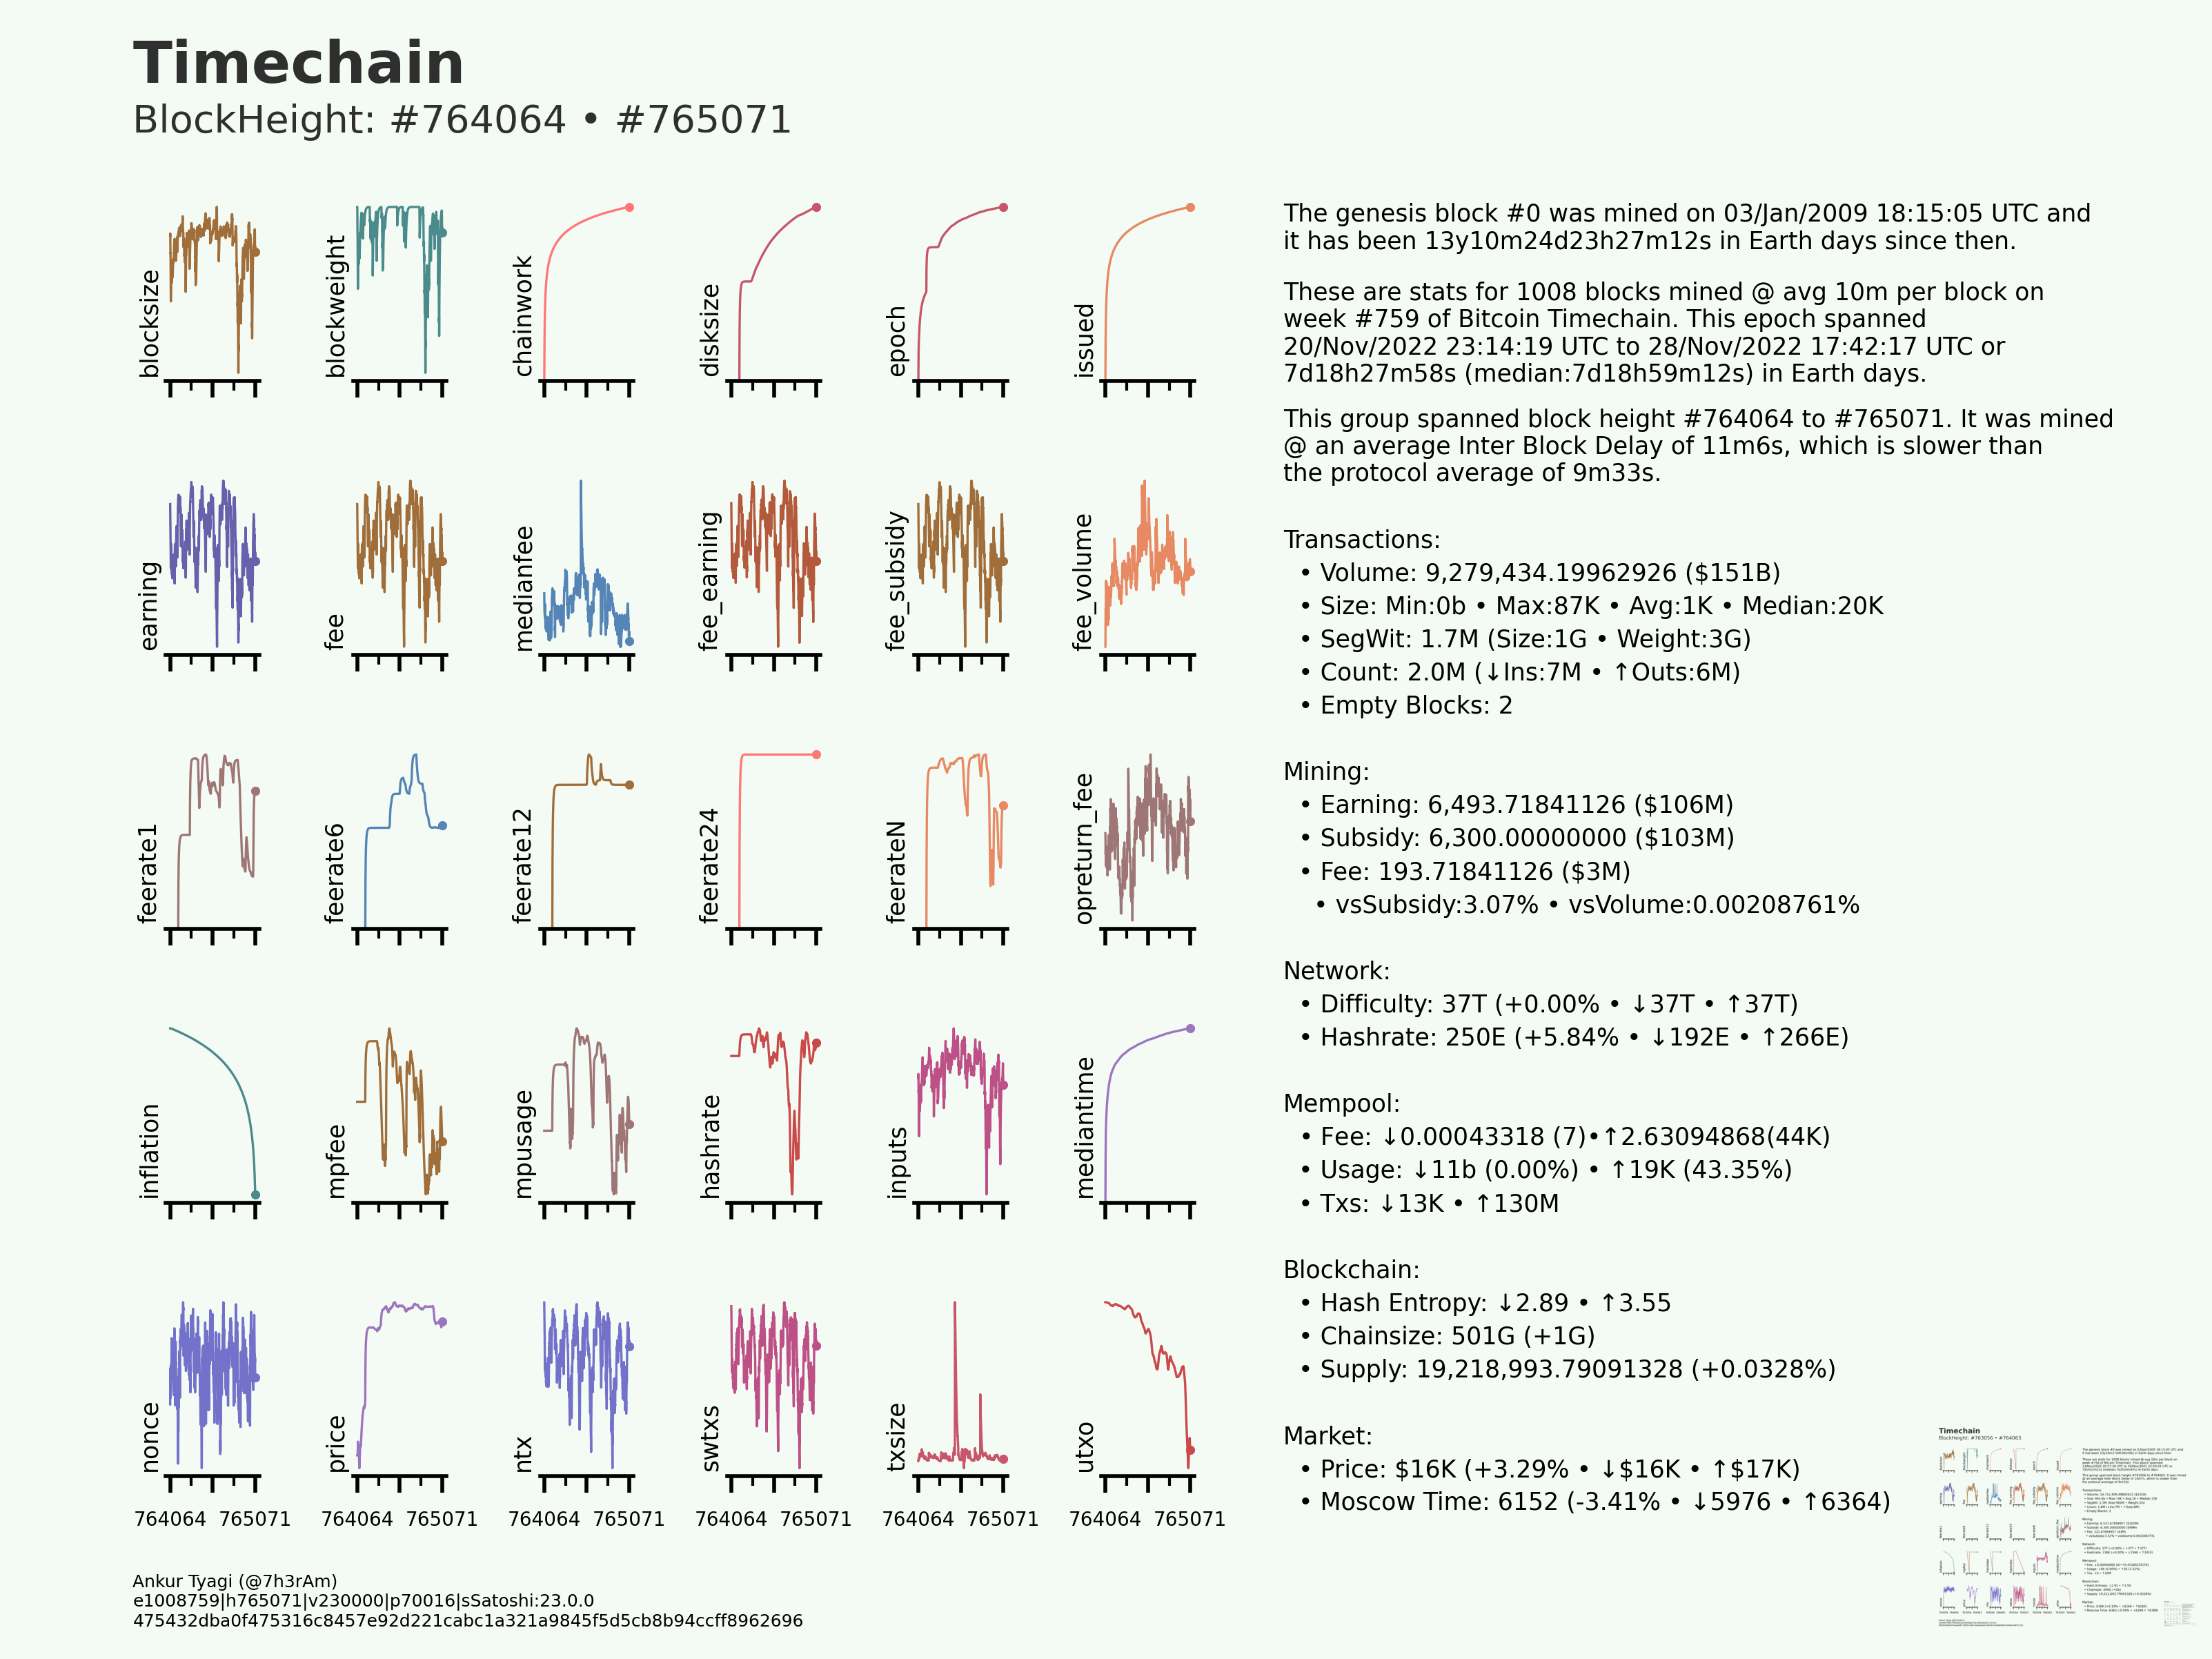 Timechain
BlockHeight: #764064 • #765071
blocksize
blockweight
chainwork
disksize
epoch
issued
earning
fee
medianfee
fee_earning
fee_subsidy
fee_volume
feerate1
feerate6
feerate12
feerate24
feerateN
opreturn_fee
inflation
mpfee
mpusage
hashrate
inputs
mediantime
nonce
price
ntx
swtxs
txsize
utxo
764064 765071 764064 765071 764064 765071 764064 765071 764064 765071 764064 765071
The genesis block #0 was mined on 03/Jan/2009 18:15:05 UTC and
it has been 13y10m24d23h27m12s in Earth days since then.
These are stats for 1008 blocks mined @ avg 10m per block on
week #759 of Bitcoin Timechain. This epoch spanned
20/Nov/2022 23:14:19 UTC to 28/Nov/2022 17:42:17 UTC or
7d18h27m58s (median:7d18h59m12s) in Earth days.
This group spanned block height #764064 to #765071. It was mined
@ an average Inter Block Delay of 11m6s, which is slower than
the protocol average of 9m33s.
Transactions:
• Volume: 9,279,434.19962926 ($151B)
• Size: Min:0b • Max:87K • Avg:1K • Median:20K
• SegWit: 1.7M (Size:1G • Weight:3G)
• Count: 2.0M (↓Ins:7M • ↑Outs:6M)
• Empty Blocks: 2
Mining:
• Earning: 6,493.71841126 ($106M)
• Subsidy: 6,300.00000000 ($103M)
• Fee: 193.71841126 ($3M)
• vsSubsidy:3.07% • vsVolume:0.00208761%
Network:
• Difficulty: 37T (+0.00% • ↓37T • ↑37T)
• Hashrate: 250E (+5.84% • ↓192E • ↑266E)
Mempool:
• Fee: ↓0.00043318 (7)•↑2.63094868(44K)
• Usage: ↓11b (0.00%) • ↑19K (43.35%)
• Txs: ↓13K • ↑130M
Blockchain:
• Hash Entropy: ↓2.89 • ↑3.55
• Chainsize: 501G (+1G)
• Supply: 19,218,993.79091328 (+0.0328%)
Market:
• Price: $16K (+3.29% • ↓$16K • ↑$17K)
• Moscow Time: 6152 (-3.41% • ↓5976 • ↑6364)
Ankur Tyagi (@7h3rAm)
e1008759|h765071|v230000|p70016|sSatoshi:23.0.0
475432dba0f475316c8457e92d221cabc1a321a9845f5d5cb8b94ccff8962696
Timechain
BlockHeight: #763056 • #764063